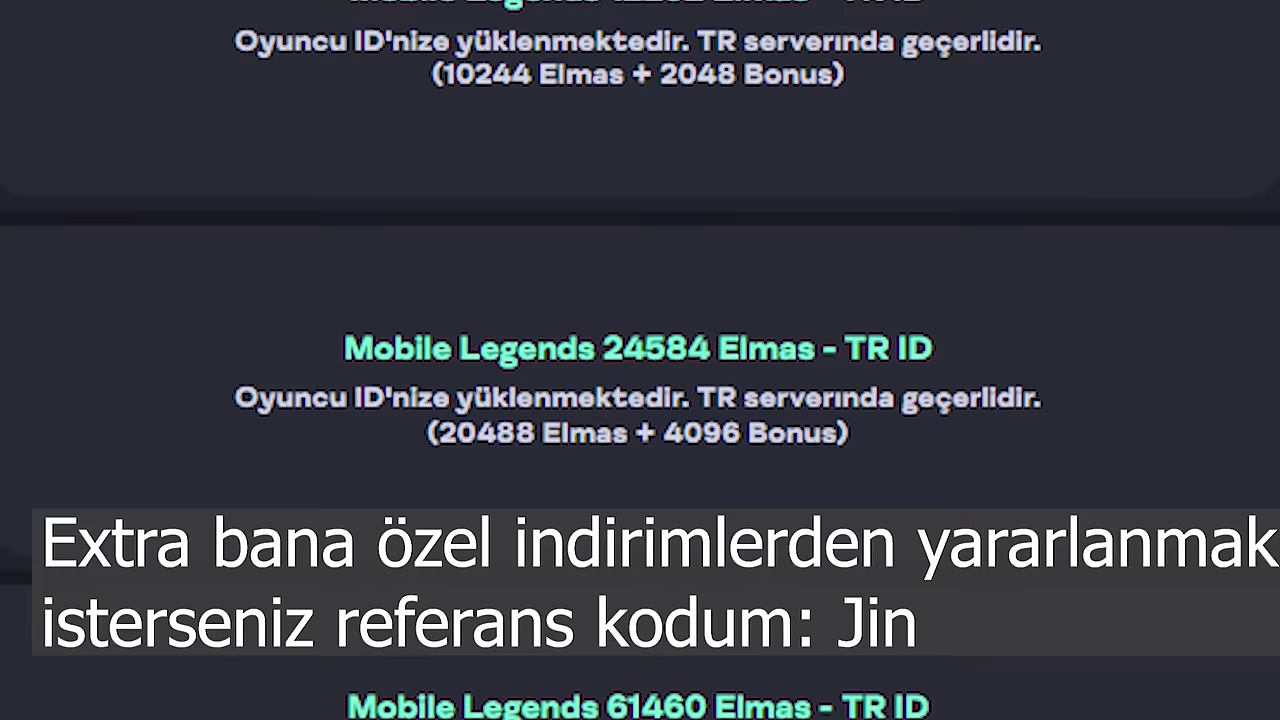 Oyuncu ID'nize yüklenmektedir. TR serverında geçerlidir.
(10244 Elmas + 2048 Bonus)
Mobile Legends 24584 Elmas - TR ID
Oyuncu ID'nize yüklenmektedir. TR serverında geçerlidir.
(20488 Elmas + 4096 Bonus)
Extra bana özel indirimlerden yararlanmak
isterseniz referans kodum: Jin
Mobile Legends 61460 Elmas - TR ID